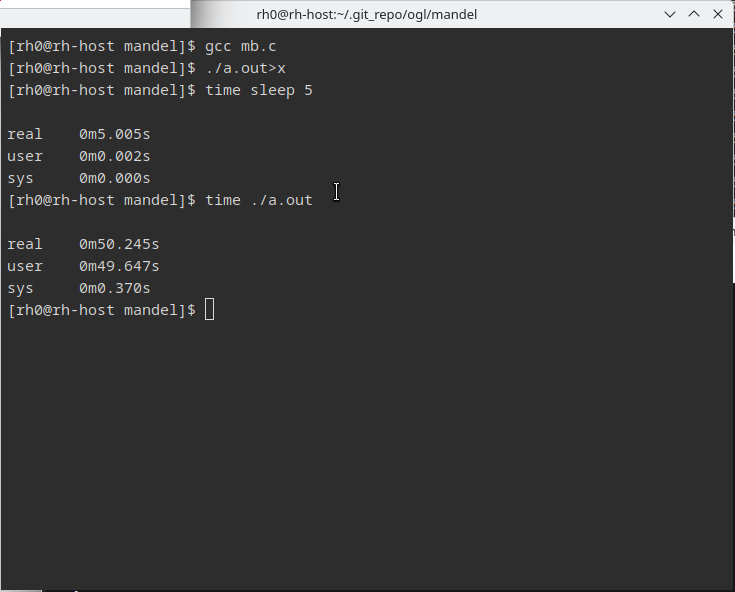 rh0@rh-host:~/.git_repo/ogl/mandel
[rh0@rh-host mandel]$ gcc mb.c
[rh0@rh-host mandel]$ ./a.out>x
[rh0@rh-host mandel]$ time sleep 5
real 0m5.005s
user 0m0.002s
sys 0m0.000s
[rh0@rh-host mandel]$ time ./a.out
real 0m50.245s
user 0m49.647s
sys 0m0.370s
[rh0@rh-host mandel]$